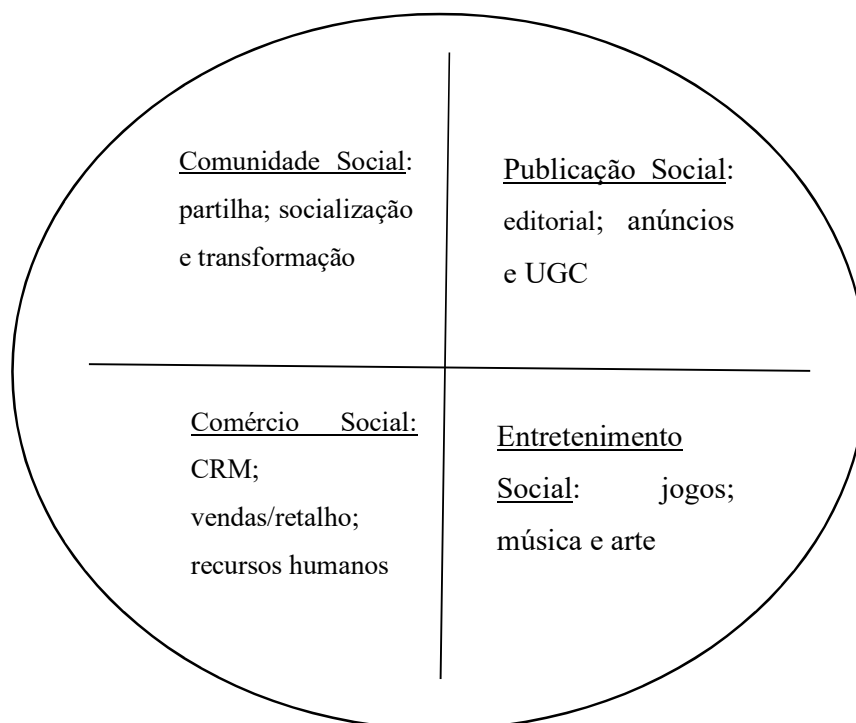 Comunidade Social:
partilha; socialização
e transformação
Publicação Social:
editorial; anúncios
e UGC
Comércio Social:
CRM;
vendas/retalho;
recursos humanos
Entretenimento
Social: jogos;
música e arte